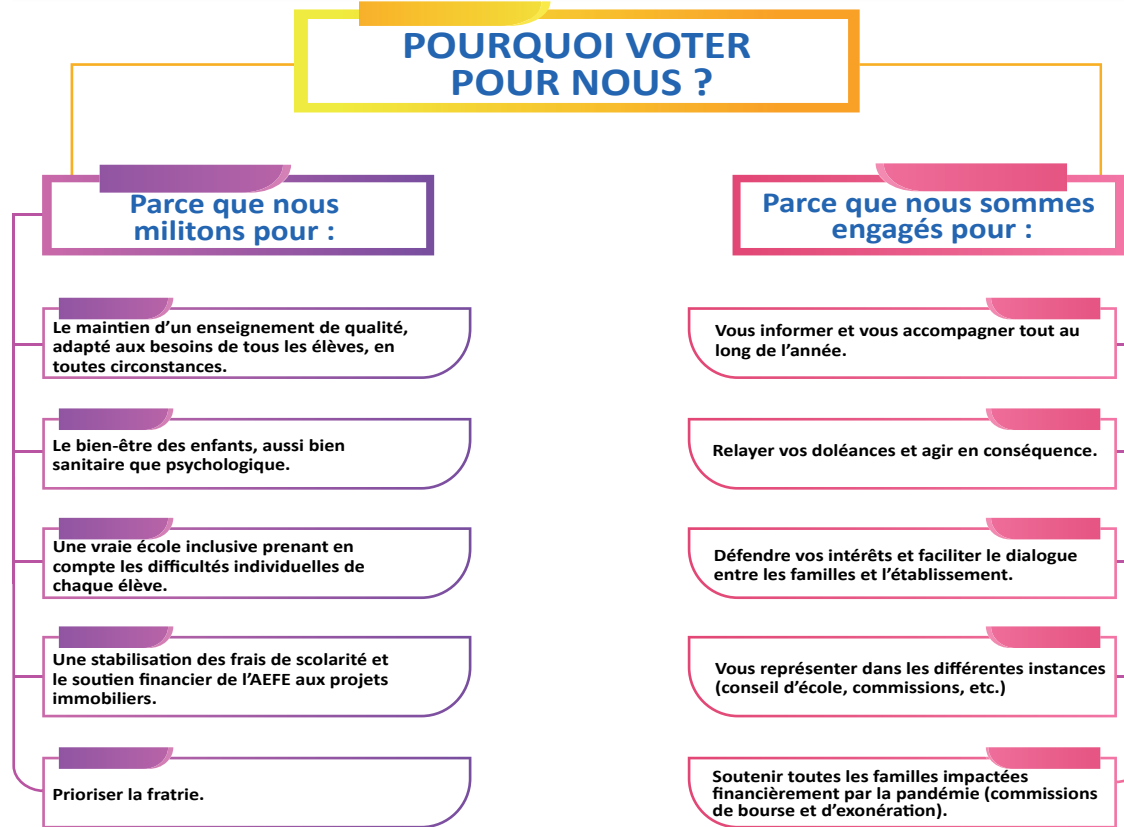 POURQUOI VOTER
POUR NOUS ?
Parce que nous
militons pour :
Le maintien d'un enseignement de qualité,
adapté aux besoins de tous les élèves, en
toutes circonstances.
Le bien-être des enfants, aussi bien
sanitaire que psychologique.
Une vraie école inclusive prenant en
compte les difficultés individuelles de
chaque élève.
Une stabilisation des frais de scolarité et
le soutien financier de l'AEFE aux projets
immobiliers.
Prioriser la fratrie.
Parce que nous sommes
engagés pour :
Vous informer et vous accompagner tout au
long de l'année.
Relayer vos doléances et agir en conséquence.
Défendre vos intérêts et faciliter le dialogue
entre les familles et l'établissement.
Vous représenter dans les différentes instances
(conseil d'école, commissions, etc.)
Soutenir toutes les familles impactées
financièrement par la pandémie (commissions
de bourse et d'exonération).